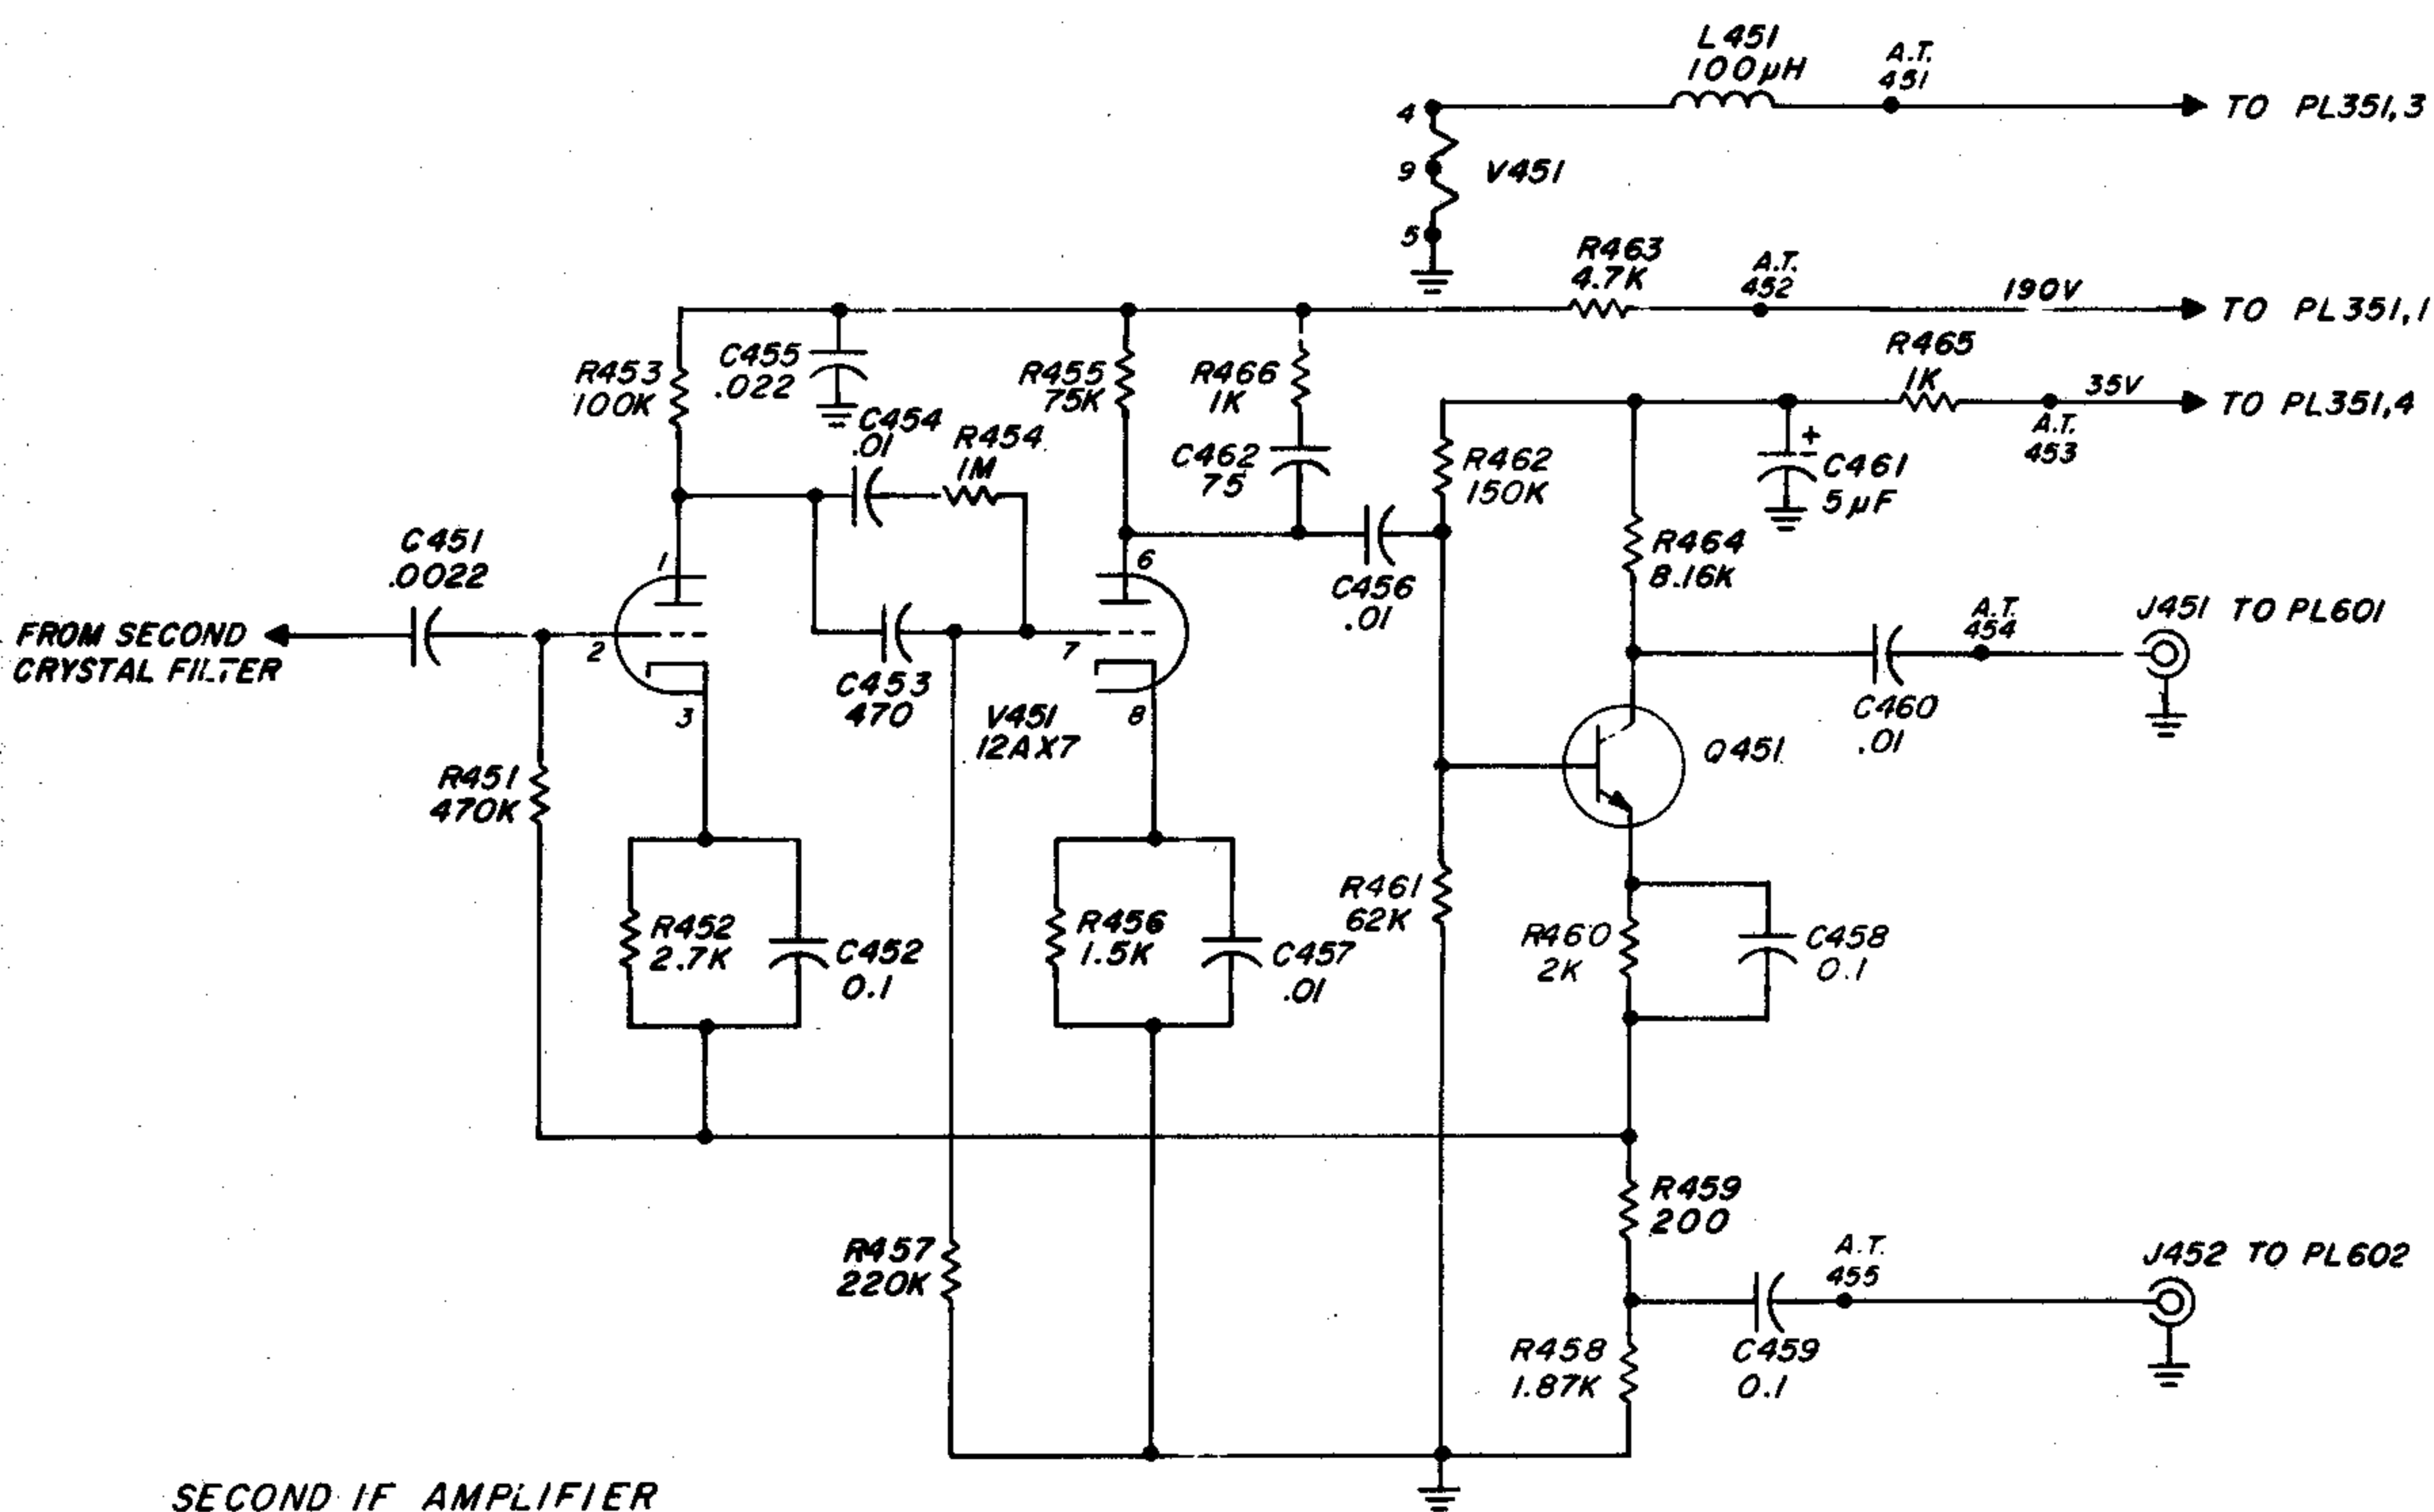 L451
100µH
A.T.
451
4
TO PL351,3
9
V451
5
R463
4.7K
A.T.
452
190V
TO PL351,1
R453
100K
C455
.022
R455
75K
R466
1K
R465
1K
35V
TO PL351,4
A.T.
453
C454
.01
R454
1M
C462
75
R462
150K
+
C461
5µF
C451
.0022
1
6
R464
8.16K
C456
.01
FROM SECOND
CRYSTAL FILTER
2
7
A.T.
454
J451 TO PL601
C453
470
3
V451
12AX7
8
C460
.01
Q451
R451
470K
R461
62K
R452
2.7K
C452
0.1
R456
1.5K
C457
.01
R460
2K
C458
0.1
R459
200
R457
220K
A.T.
455
J452 TO PL602
R458
1.87K
C459
0.1
SECOND IF AMPLIFIER